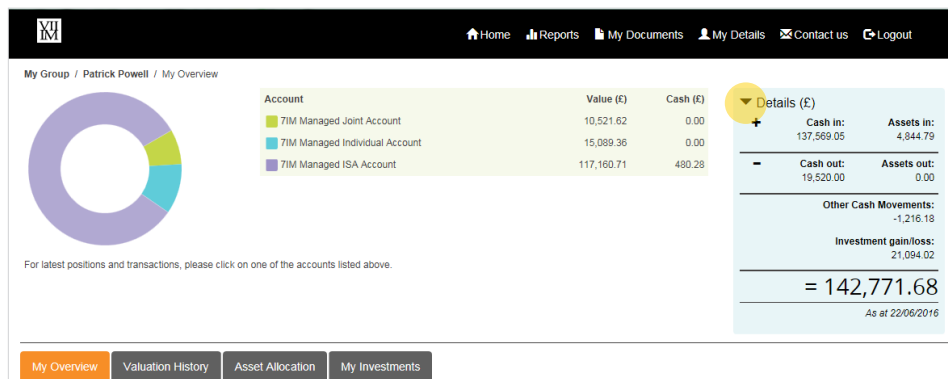 VII
IM
Home Reports My Documents My Details Contact us Logout
My Group / Patrick Powell / My Overview
Account Value (£) Cash (£)
7IM Managed Joint Account 10,521.62 0.00
7IM Managed Individual Account 15,089.36 0.00
7IM Managed ISA Account 117,160.71 480.28
For latest positions and transactions, please click on one of the accounts listed above.
Details (£)
+ Cash in: Assets in:
137,569.05 4,844.79
− Cash out: Assets out:
19,520.00 0.00
Other Cash Movements:
-1,216.18
Investment gain/loss:
21,094.02
= 142,771.68
As at 22/06/2016
My Overview Valuation History Asset Allocation My Investments